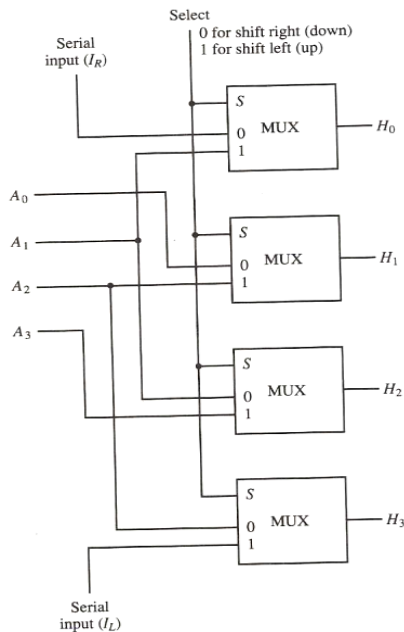 Select
0 for shift right (down)
1 for shift left (up)
Serial
input (I_R)
S
0 MUX
1
H_0
A_0
S
A_1
0 MUX
1
H_1
A_2
A_3
S
0 MUX
1
H_2
S
0 MUX
1
H_3
Serial
input (I_L)